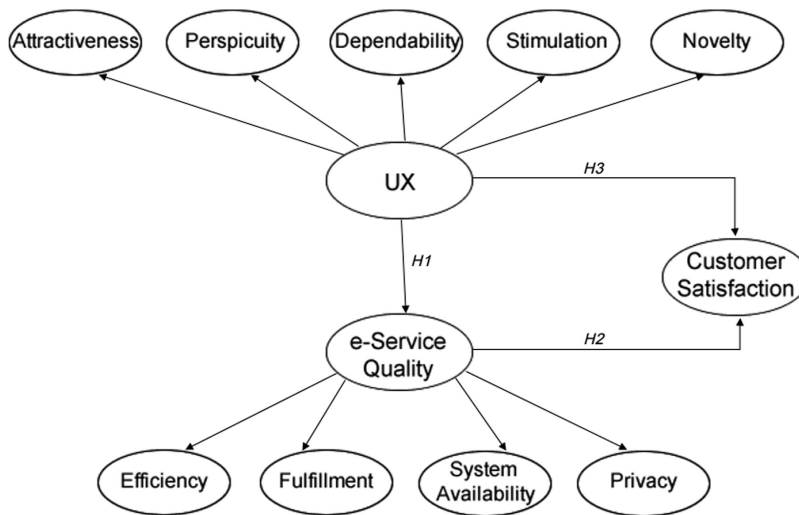 Attractiveness
Perspicuity
Dependability
Stimulation
Novelty
UX
H3
H1
Customer
Satisfaction
e-Service
Quality
H2
Efficiency
Fulfillment
System
Availability
Privacy